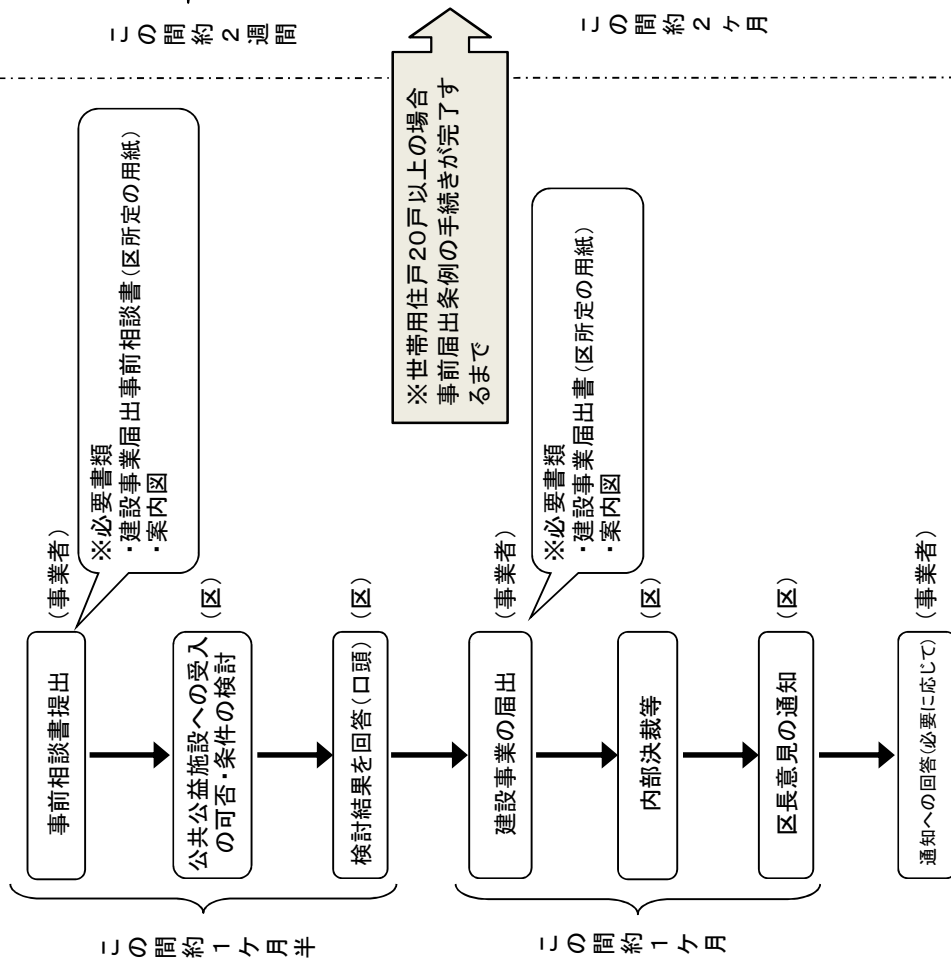 この間約2週間
この間約2ヶ月
※世帯用住戸20戸以上の場合
事前届出条例の手続きが完了す
るまで
事前相談書提出
(事業者)
※必要書類
・建設事業届出事前相談書(区所定の用紙)
・案内図
公共公益施設への受入
の可否・条件の検討
(区)
検討結果を回答(口頭)
(区)
この間約1ヶ月半
建設事業の届出
(事業者)
※必要書類
・建設事業届出書(区所定の用紙)
・案内図
内部決裁等
(区)
区長意見の通知
(区)
この間約1ヶ月
通知への回答(必要に応じて)
(事業者)